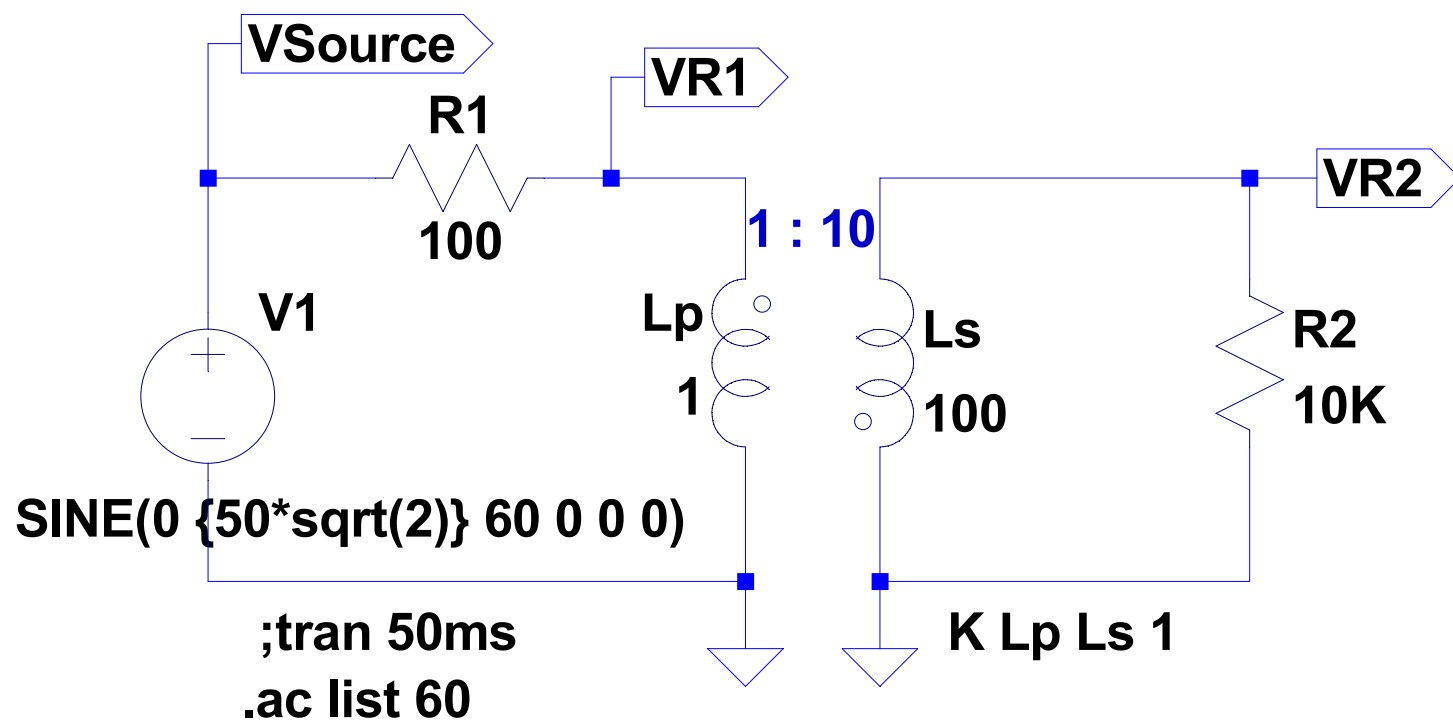 VSource
VR1
R1
VR2
100
1 : 10
V1
Lp
Ls
R2
1
100
10K
SINE(0 {50*sqrt(2)} 60 0 0 0)
;tran 50ms
K Lp Ls 1
.ac list 60